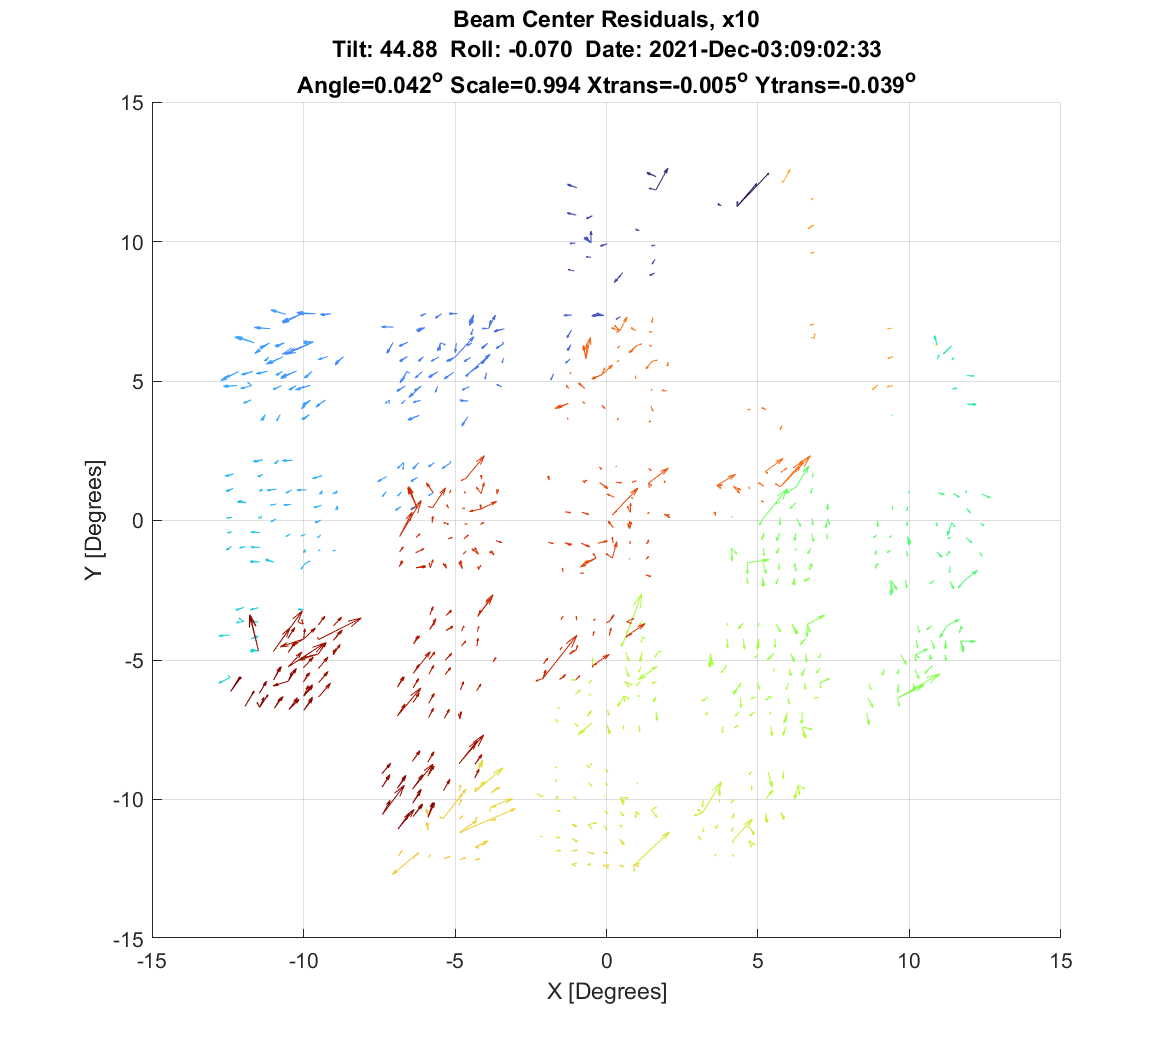 Beam Center Residuals, x10
Tilt: 44.88 Roll: -0.070 Date: 2021-Dec-03:09:02:33
Angle=0.042° Scale=0.994 Xtrans=-0.005° Ytrans=-0.039°
15
10
5
0
-5
-10
-15
Y [Degrees]
-15 -10 -5 0 5 10 15
X [Degrees]